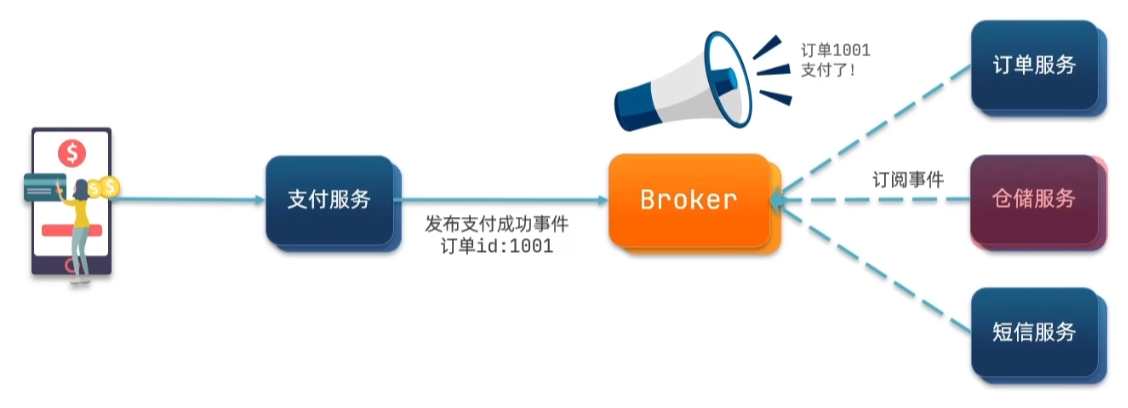 订单1001
支付了！
订单服务
支付服务
发布支付成功事件
订单id:1001
Broker
订阅事件
仓储服务
短信服务
$
$
$